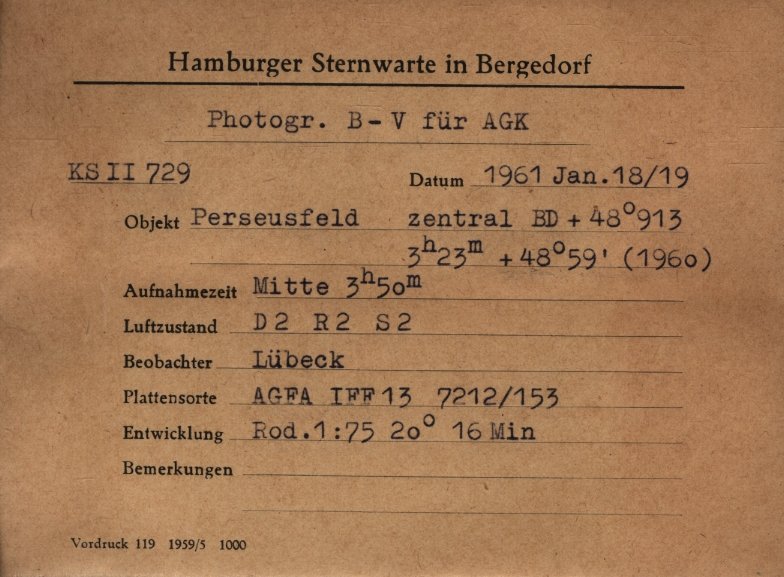 Hamburger Sternwarte in Bergedorf
Photogr. B-V für AGK
KS II 729 Datum 1961 Jan.18/19
Objekt Perseusfeld zentral BD + 48°913
3ʰ23ᵐ +48°59' (1960)
Aufnahmezeit Mitte 3ʰ50ᵐ
Luftzustand D2 R2 S2
Beobachter Lübeck
Plattensorte AGFA IFF13 7212/153
Entwicklung Rod.1:75 20° 16 Min
Bemerkungen
Vordruck 119 1959/5 1000